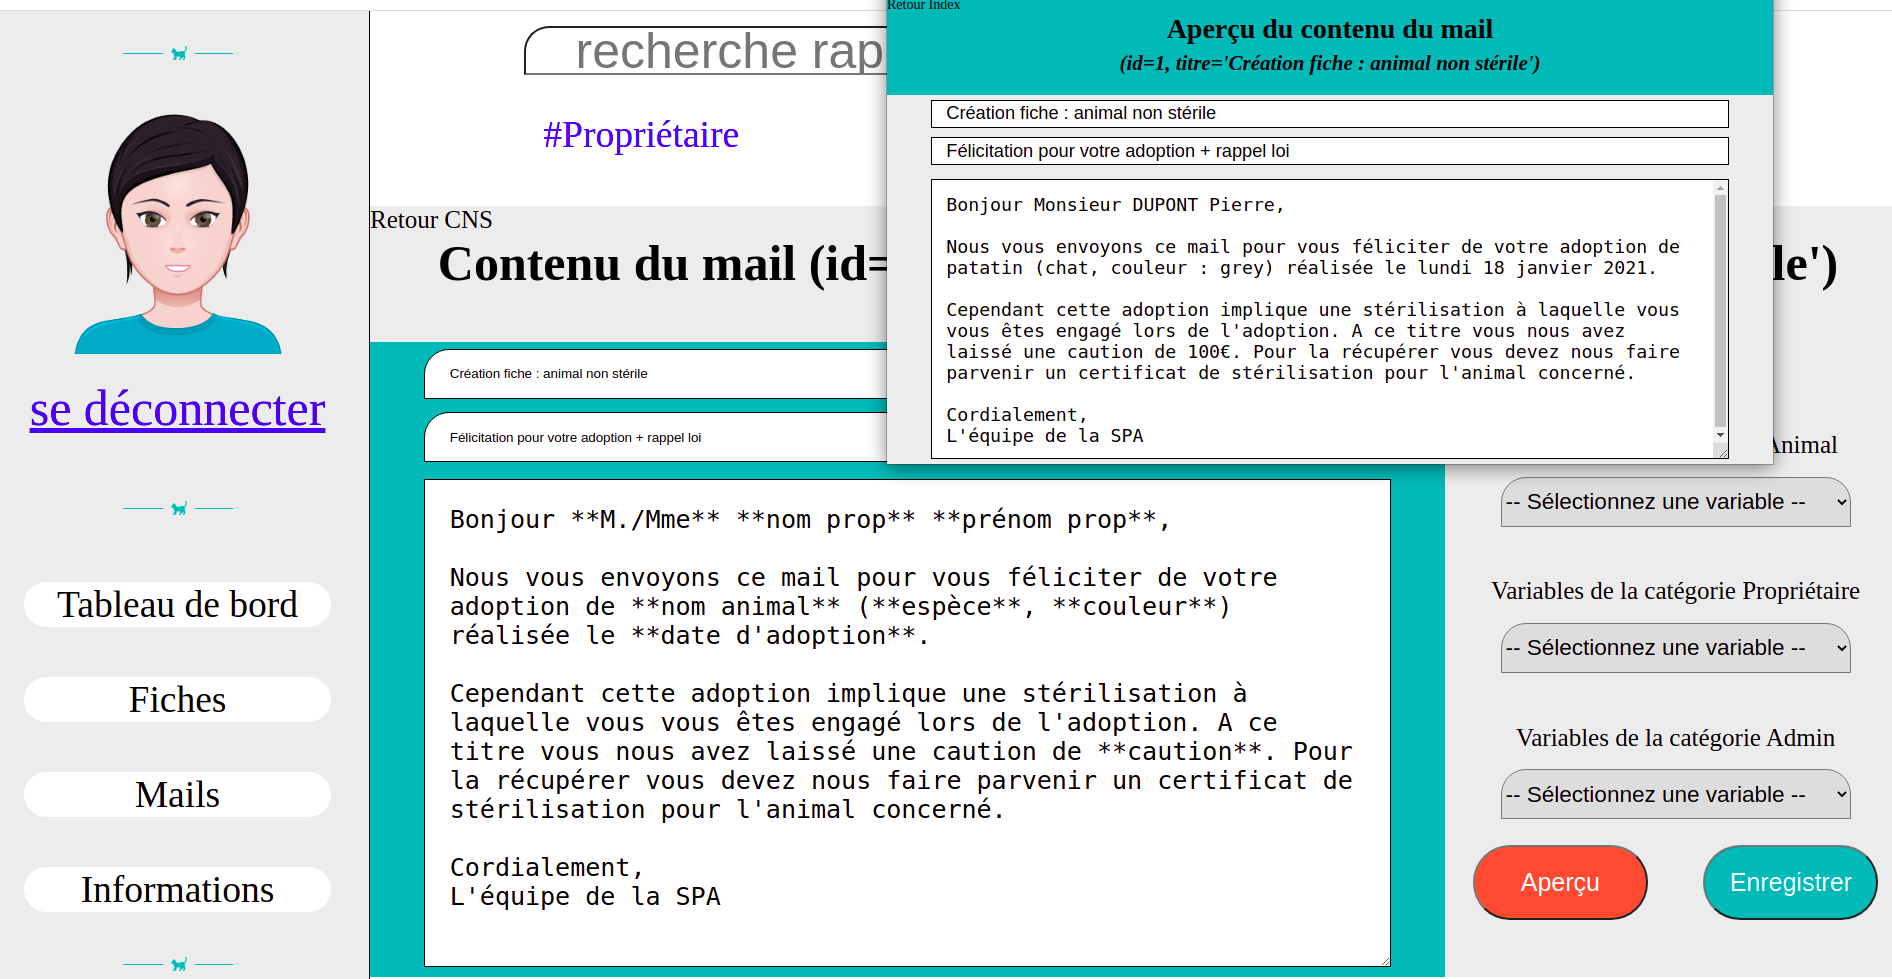 se déconnecter
Tableau de bord
Fiches
Mails
Informations
recherche rap
#Propriétaire
Retour CNS
Contenu du mail (id=
le')
Création fiche : animal non stérile
Félicitation pour votre adoption + rappel loi
Bonjour **M./Mme** **nom prop** **prénom prop**,
Nous vous envoyons ce mail pour vous féliciter de votre
adoption de **nom animal** (**espèce**, **couleur**)
réalisée le **date d'adoption**.
Cependant cette adoption implique une stérilisation à
laquelle vous vous êtes engagé lors de l'adoption. A ce
titre vous nous avez laissé une caution de **caution**. Pour
la récupérer vous devez nous faire parvenir un certificat de
stérilisation pour l'animal concerné.
Cordialement,
L'équipe de la SPA
Retour Index
Aperçu du contenu du mail
(id=1, titre='Création fiche : animal non stérile')
Création fiche : animal non stérile
Félicitation pour votre adoption + rappel loi
Bonjour Monsieur DUPONT Pierre,
Nous vous envoyons ce mail pour vous féliciter de votre adoption de
patatin (chat, couleur : grey) réalisée le lundi 18 janvier 2021.
Cependant cette adoption implique une stérilisation à laquelle vous
vous êtes engagé lors de l'adoption. A ce titre vous nous avez
laissé une caution de 100€. Pour la récupérer vous devez nous faire
parvenir un certificat de stérilisation pour l'animal concerné.
Cordialement,
L'équipe de la SPA
Animal
-- Sélectionnez une variable --
Variables de la catégorie Propriétaire
-- Sélectionnez une variable --
Variables de la catégorie Admin
-- Sélectionnez une variable --
Aperçu
Enregistrer